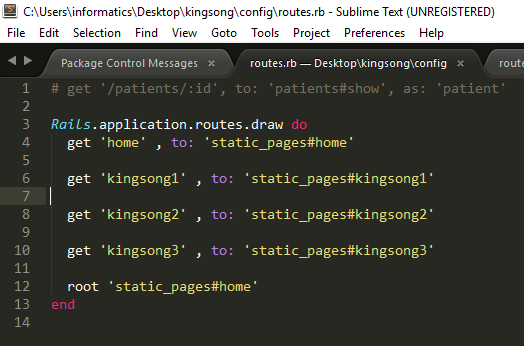 C:\Users\informatics\Desktop\kingsong\config\routes.rb - Sublime Text (UNREGISTERED)
File Edit Selection Find View Goto Tools Project Preferences Help
Package Control Messages × routes.rb — Desktop\kingsong\config × route
1 # get '/patients/:id', to: 'patients#show', as: 'patient'
2
3 Rails.application.routes.draw do
4 get 'home' , to: 'static_pages#home'
5
6 get 'kingsong1' , to: 'static_pages#kingsong1'
7
8 get 'kingsong2' , to: 'static_pages#kingsong2'
9
10 get 'kingsong3' , to: 'static_pages#kingsong3'
11
12 root 'static_pages#home'
13 end
14